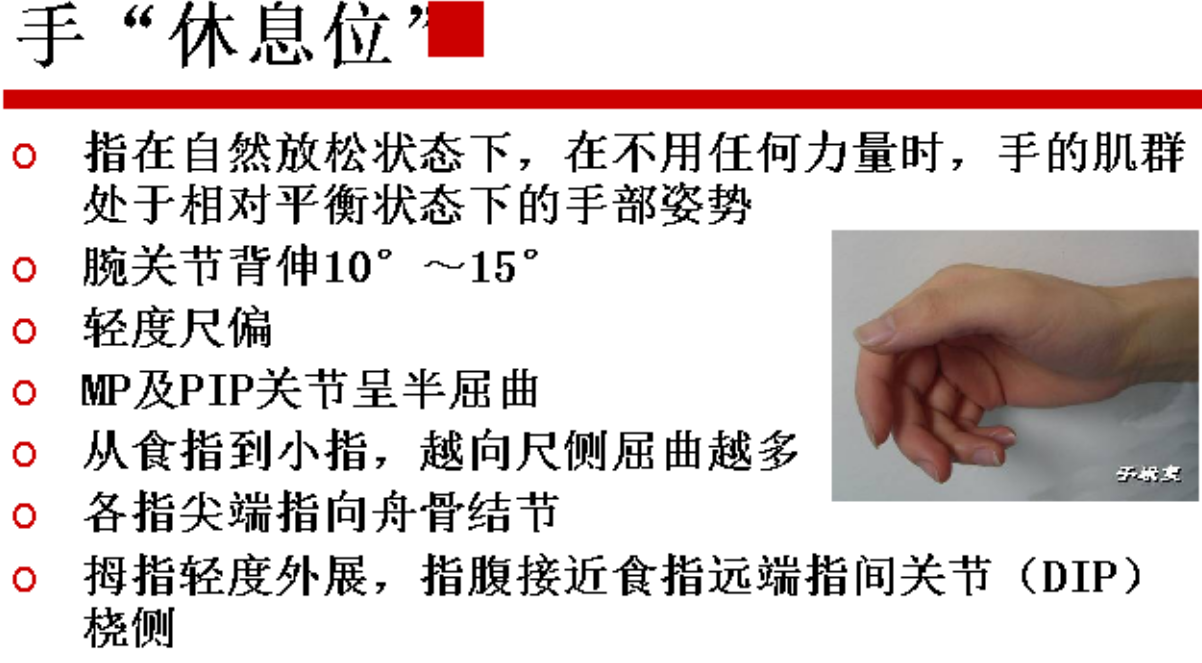 手“休息位”
指在自然放松状态下，在不用任何力量时，手的肌群
处于相对平衡状态下的手部姿势
腕关节背伸10°～15°
轻度尺偏
MP及PIP关节呈半屈曲
从食指到小指，越向尺侧屈曲越多
各指尖端指向舟骨结节
拇指轻度外展，指腹接近食指远端指间关节（DIP）
桡侧